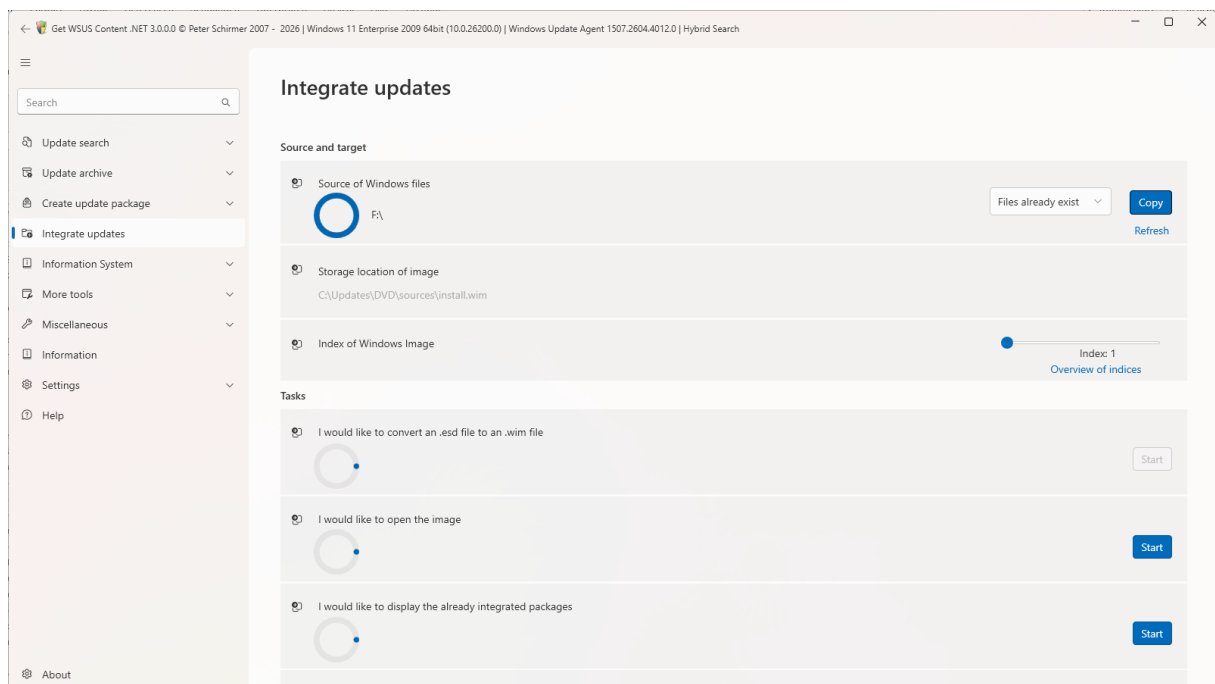 Get WSUS Content .NET 3.0.0.0 © Peter Schirmer 2007 - 2026 | Windows 11 Enterprise 2009 64bit (10.0.26200.0) | Windows Update Agent 1507.2604.4012.0 | Hybrid Search
Search
Update search
Update archive
Create update package
Integrate updates
Information System
More tools
Miscellaneous
Information
Settings
Help
About
Integrate updates
Source and target
Source of Windows files
F:\
Files already exist
Copy
Refresh
Storage location of image
C:\Updates\DVD\sources\install.wim
Index of Windows Image
Index: 1
Overview of indices
Tasks
I would like to convert an .esd file to an .wim file
Start
I would like to open the image
Start
I would like to display the already integrated packages
Start